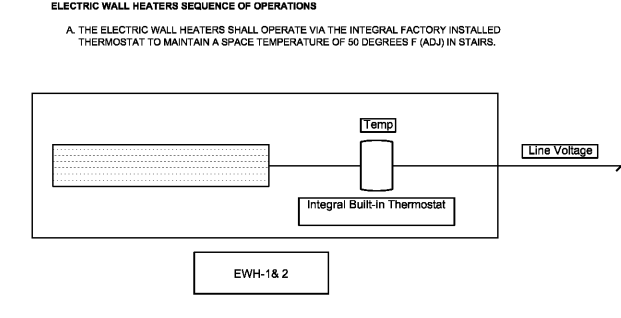 ELECTRIC WALL HEATERS SEQUENCE OF OPERATIONS
A. THE ELECTRIC WALL HEATERS SHALL OPERATE VIA THE INTEGRAL FACTORY INSTALLED
THERMOSTAT TO MAINTAIN A SPACE TEMPERATURE OF 50 DEGREES F (ADJ) IN STAIRS.
Temp
Line Voltage
Integral Built-in Thermostat
EWH-1& 2